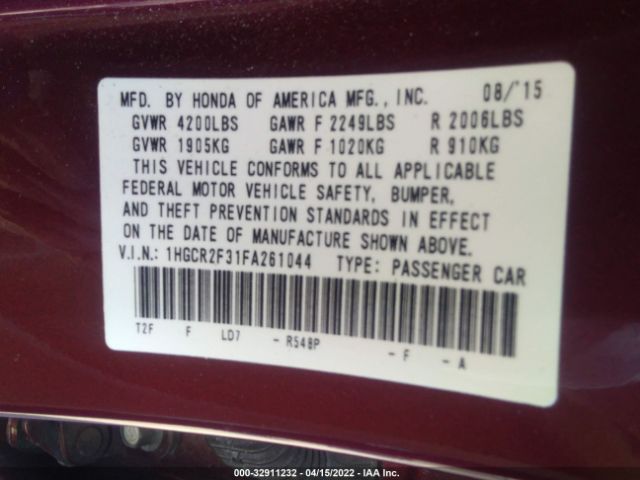 MFD. BY HONDA OF AMERICA MFG., INC. 08/'15
GVWR 4200LBS GAWR F 2249LBS R 2006LBS
GVWR 1905KG GAWR F 1020KG R 910KG
THIS VEHICLE CONFORMS TO ALL APPLICABLE
FEDERAL MOTOR VEHICLE SAFETY, BUMPER,
AND THEFT PREVENTION STANDARDS IN EFFECT
ON THE DATE OF MANUFACTURE SHOWN ABOVE.
V.I.N.: 1HGCR2F31FA261044 TYPE: PASSENGER CAR
T2F F LD7 - R548P - F - A
000-32911232 - 04/15/2022 - IAA Inc.